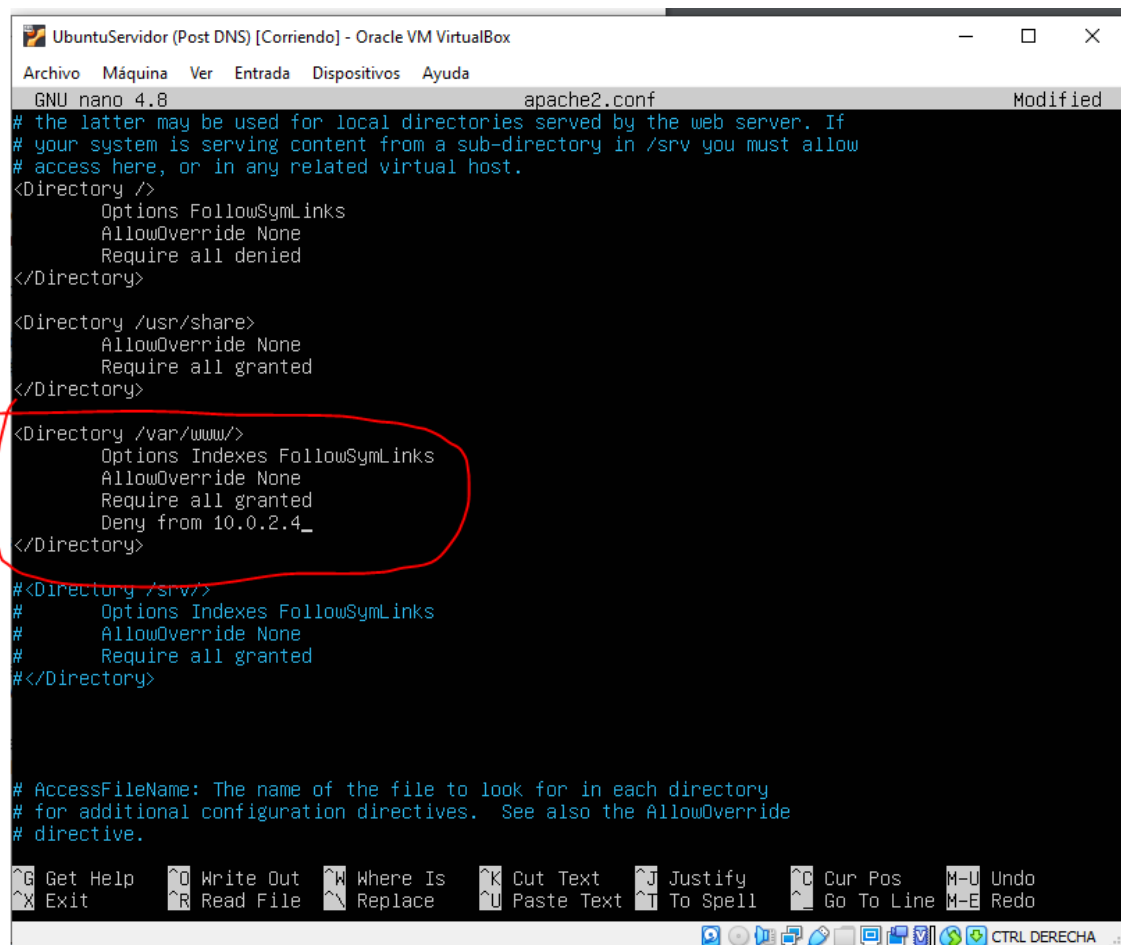 UbuntuServidor (Post DNS) [Corriendo] - Oracle VM VirtualBox
Archivo Máquina Ver Entrada Dispositivos Ayuda
GNU nano 4.8 apache2.conf Modified
# the latter may be used for local directories served by the web server. If
# your system is serving content from a sub-directory in /srv you must allow
# access here, or in any related virtual host.
<Directory />
Options FollowSymLinks
AllowOverride None
Require all denied
</Directory>
<Directory /usr/share>
AllowOverride None
Require all granted
</Directory>
<Directory /var/www/>
Options Indexes FollowSymLinks
AllowOverride None
Require all granted
Deny from 10.0.2.4_
</Directory>
#<Directory /srv/>
# Options Indexes FollowSymLinks
# AllowOverride None
# Require all granted
#</Directory>
# AccessFileName: The name of the file to look for in each directory
# for additional configuration directives. See also the AllowOverride
# directive.
^G Get Help ^O Write Out ^W Where Is ^K Cut Text ^J Justify ^C Cur Pos M-U Undo
^X Exit ^R Read File ^\ Replace ^U Paste Text ^T To Spell ^_ Go To Line M-E Redo
CTRL DERECHA